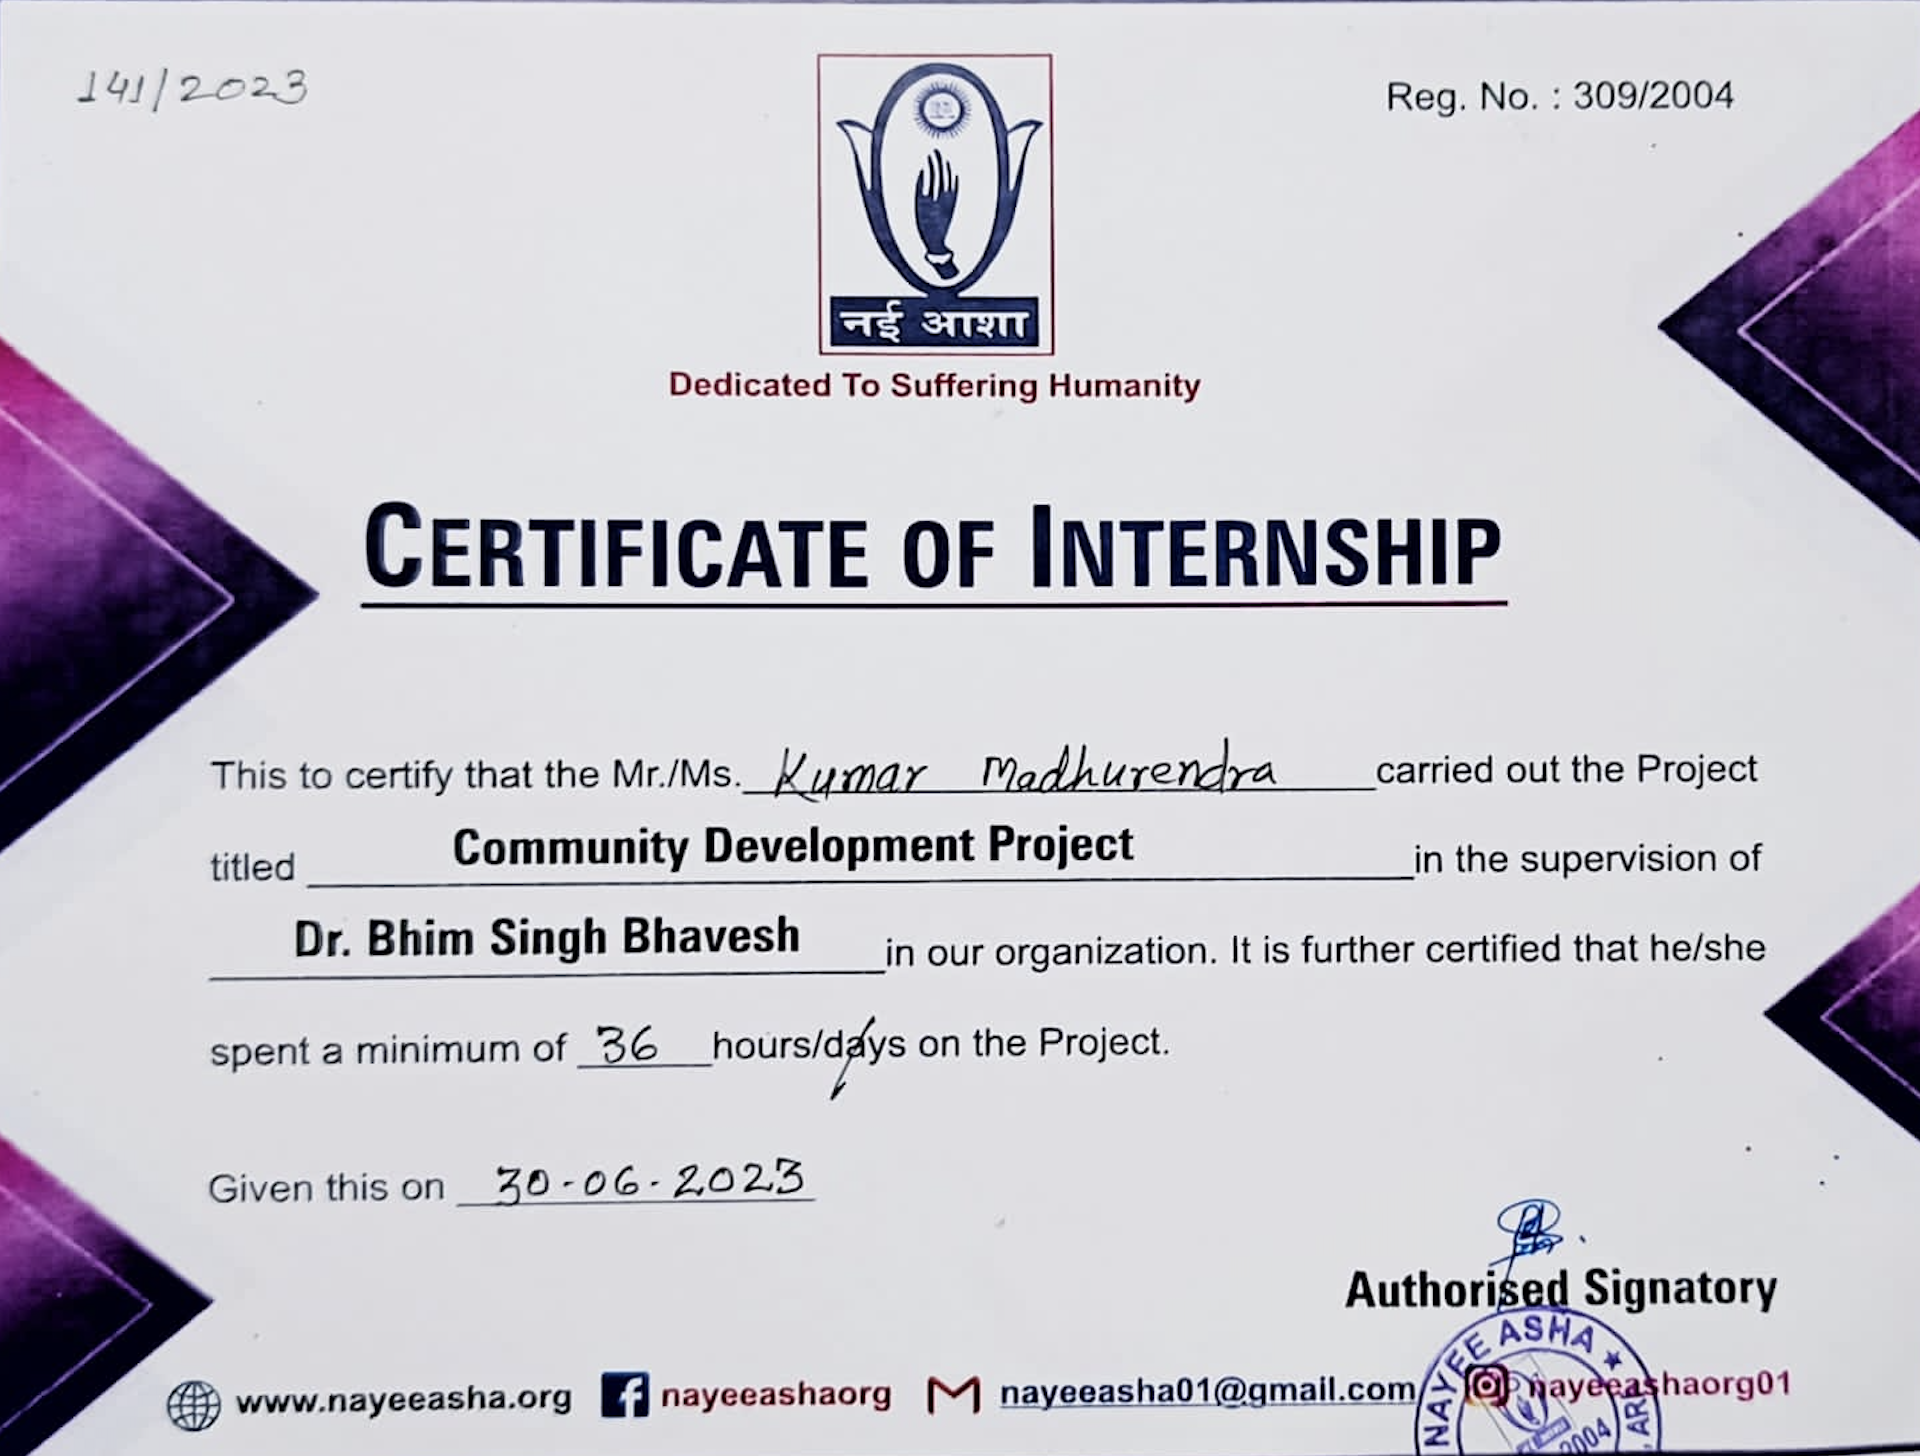 141/2023
Reg. No. : 309/2004
नई आशा
Dedicated To Suffering Humanity
CERTIFICATE OF INTERNSHIP
This to certify that the Mr./Ms. Kumar Madhurendra carried out the Project
titled Community Development Project in the supervision of
Dr. Bhim Singh Bhavesh in our organization. It is further certified that he/she
spent a minimum of 36 hours/days on the Project.
Given this on 30-06-2023
Authorised Signatory
NAYEE ASHA ★
2004
www.nayeeasha.org nayeeashaorg nayeeasha01@gmail.com nayeeashaorg01